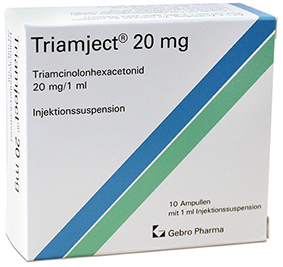 Triamject® 20 mg
Triamcinolonhexacetonid
20 mg/1 ml
Injektionssuspension
10 Ampullen
mit 1 ml Injektionssuspension
Gebro Pharma
Triamject® 20 mg